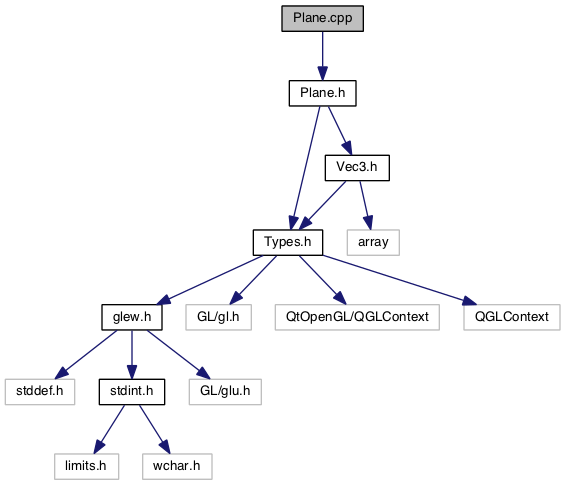 Plane.cpp
Plane.h
Vec3.h
Types.h
array
glew.h
GL/gl.h
QtOpenGL/QGLContext
QGLContext
stddef.h
stdint.h
GL/glu.h
limits.h
wchar.h